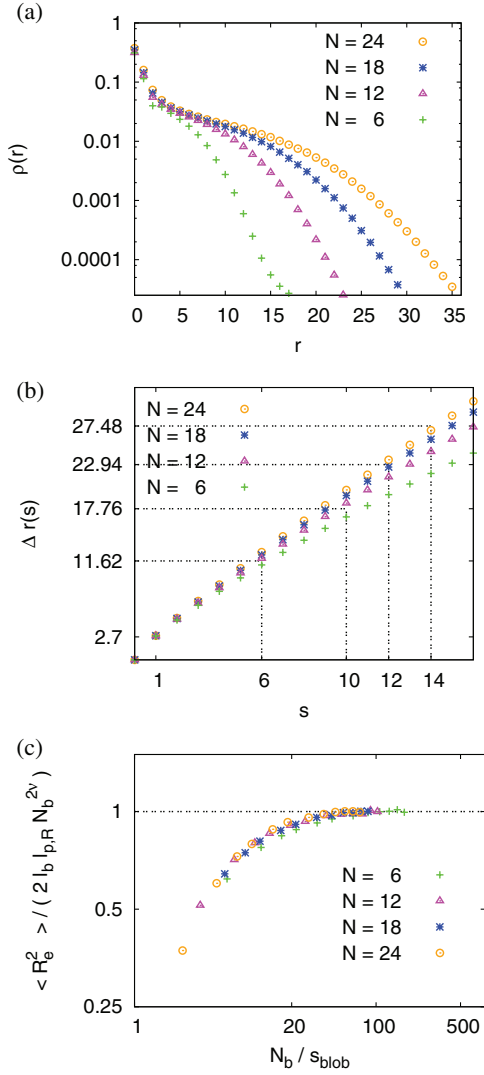 (a)
1
0.1
0.01
0.001
0.0001
ρ(r)
N = 24
N = 18
N = 12
N = 6
0 5 10 15 20 25 30 35
r
(b)
27.48
22.94
17.76
11.62
2.7
Δ r(s)
N = 24
N = 18
N = 12
N = 6
1 6 10 12 14
s
(c)
1
0.5
0.25
< R_e^2 > / ( 2 l_b l_{p,R} N_b^{2ν} )
N = 6
N = 12
N = 18
N = 24
1 20 100 500
N_b / s_blob